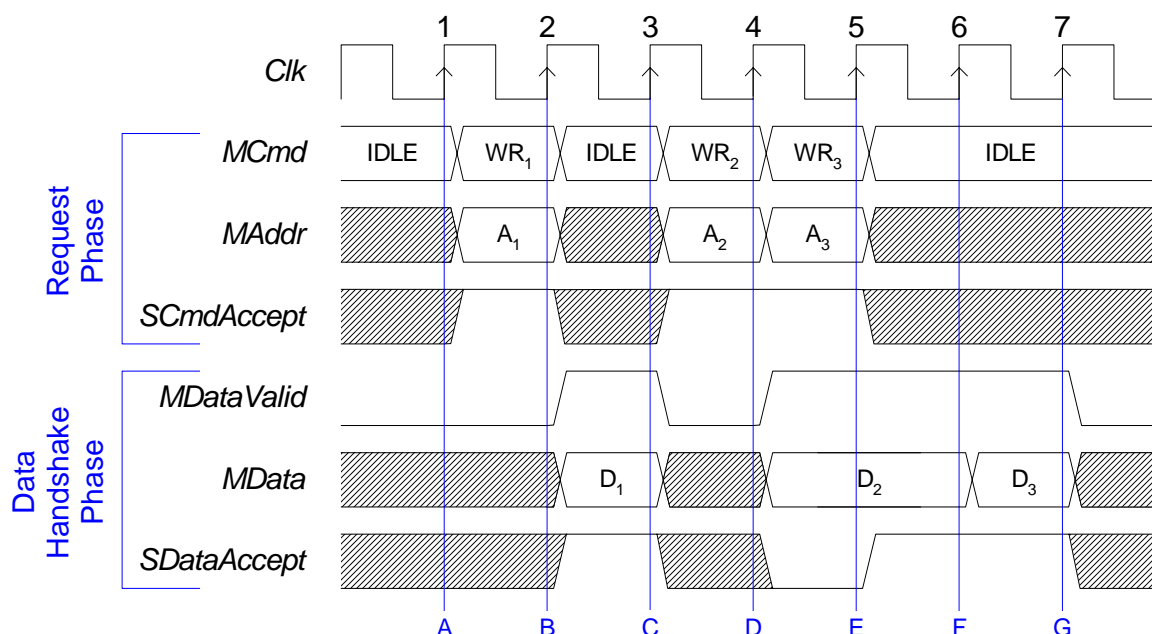 1 2 3 4 5 6 7
Clk
Request
Phase
MCmd IDLE WR₁ IDLE WR₂ WR₃ IDLE
MAddr A₁ A₂ A₃
SCmdAccept
Data
Handshake
Phase
MDataValid
MData D₁ D₂ D₃
SDataAccept
A B C D E F G